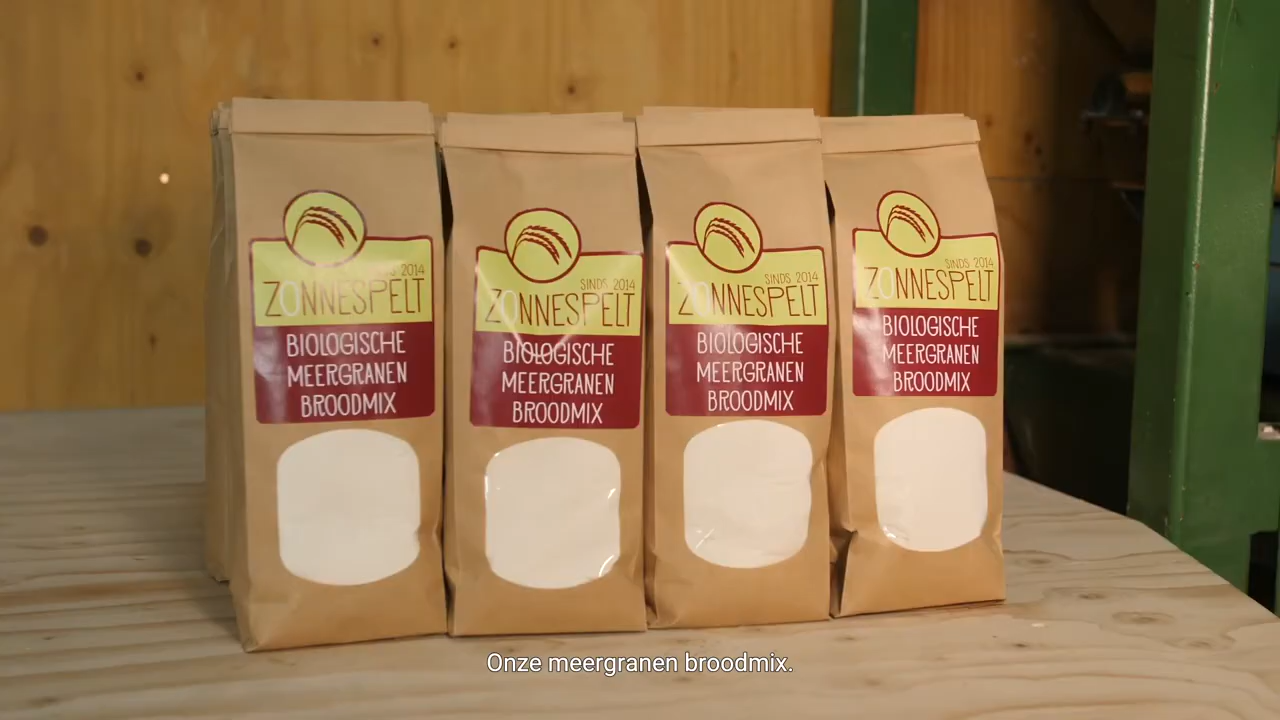 SINDS 2014
ZONNESPELT
BIOLOGISCHE
MEERGRANEN
BROODMIX
SINDS 2014
ZONNESPELT
BIOLOGISCHE
MEERGRANEN
BROODMIX
SINDS 2014
ZONNESPELT
BIOLOGISCHE
MEERGRANEN
BROODMIX
SINDS 2014
ZONNESPELT
BIOLOGISCHE
MEERGRANEN
BROODMIX
Onze meergranen broodmix.